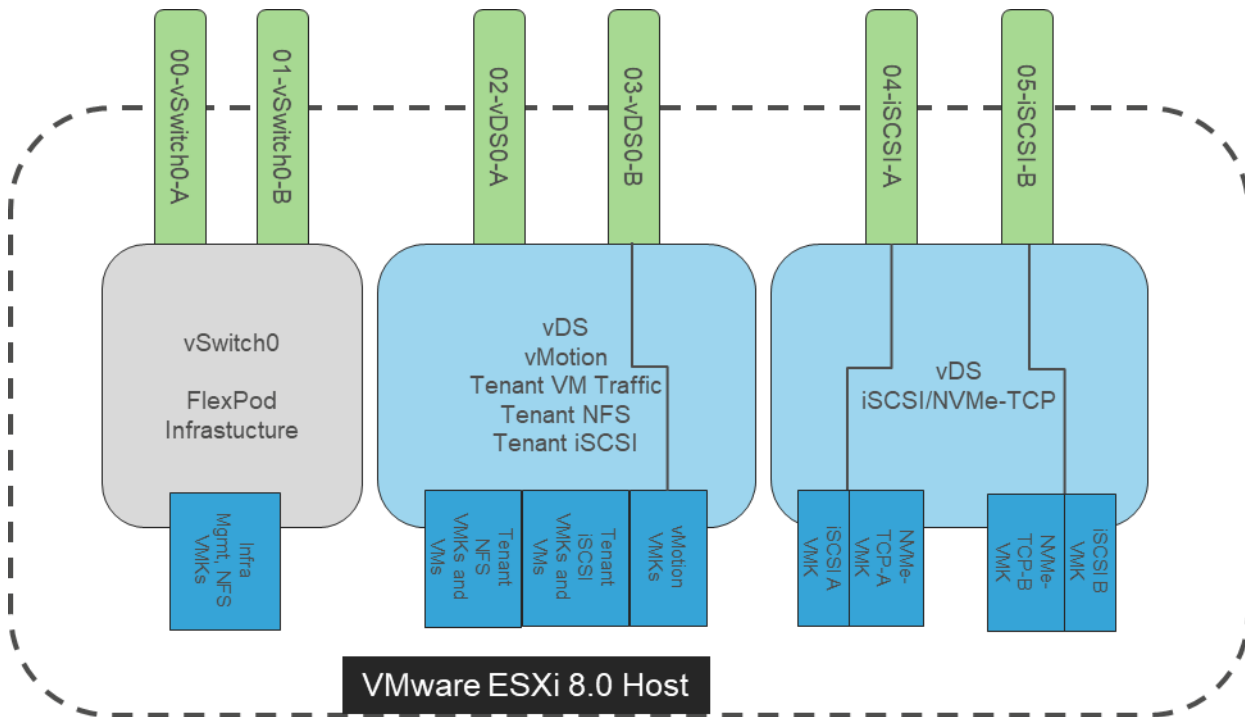 00-vSwitch0-A
01-vSwitch0-B
02-vDS0-A
03-vDS0-B
04-iSCSI-A
05-iSCSI-B
vSwitch0
FlexPod
Infrastucture
vDS
vMotion
Tenant VM Traffic
Tenant NFS
Tenant iSCSI
vDS
iSCSI/NVMe-TCP
Infra
Mgmt, NFS
VMKs
Tenant
NFS
VMKs and
VMs
Tenant
iSCSI
VMKs and
VMs
vMotion
VMKs
iSCSI A
VMK
NVMe-
TCP-A
VMK
NVMe-
TCP-B
VMK
iSCSI B
VMK
VMware ESXi 8.0 Host